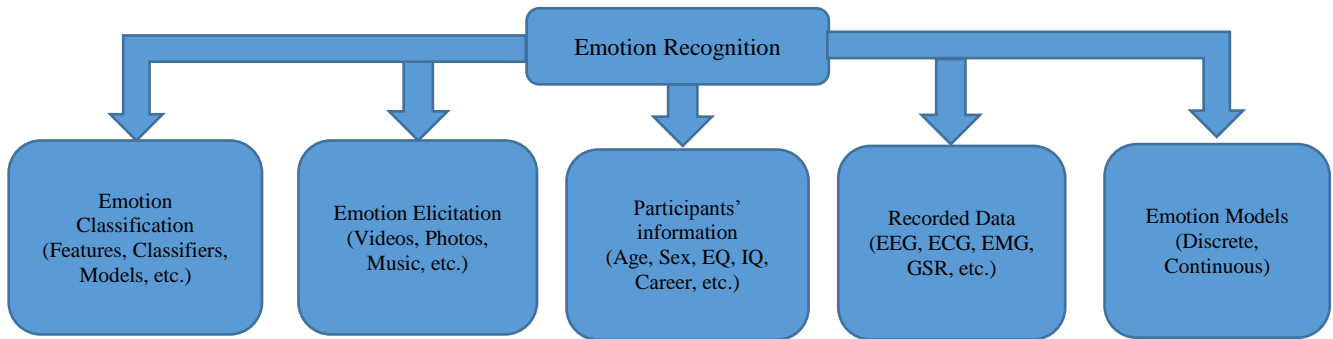 Emotion Recognition
Emotion
Classification
(Features, Classifiers,
Models, etc.)
Emotion Elicitation
(Videos, Photos,
Music, etc.)
Participants’
information
(Age, Sex, EQ, IQ,
Career, etc.)
Recorded Data
(EEG, ECG, EMG,
GSR, etc.)
Emotion Models
(Discrete,
Continuous)